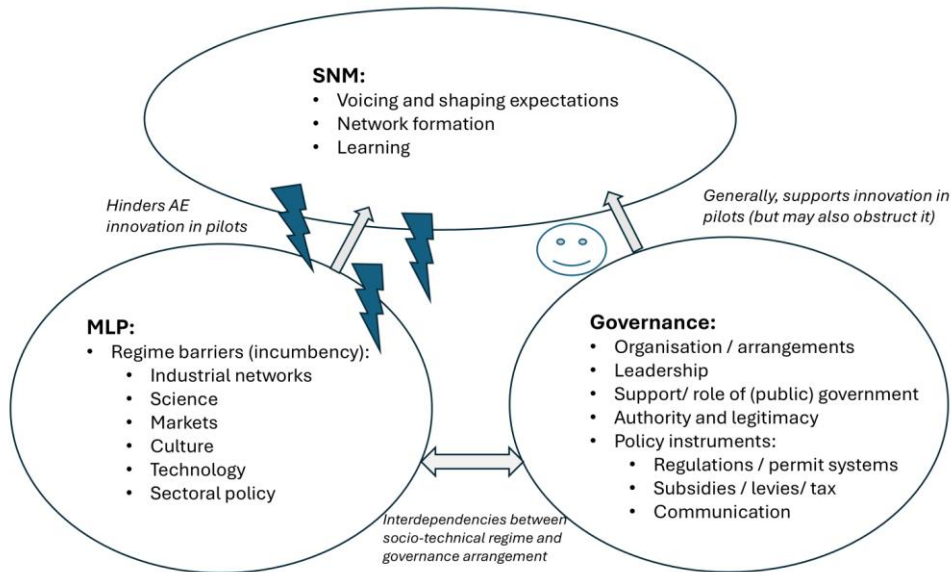 SNM:
• Voicing and shaping expectations
• Network formation
• Learning
Hinders AE
innovation in pilots
Generally, supports innovation in
pilots (but may also obstruct it)
MLP:
• Regime barriers (incumbency):
• Industrial networks
• Science
• Markets
• Culture
• Technology
• Sectoral policy
Governance:
• Organisation / arrangements
• Leadership
• Support/ role of (public) government
• Authority and legitimacy
• Policy instruments:
• Regulations / permit systems
• Subsidies / levies/ tax
• Communication
Interdependencies between
socio-technical regime and
governance arrangement